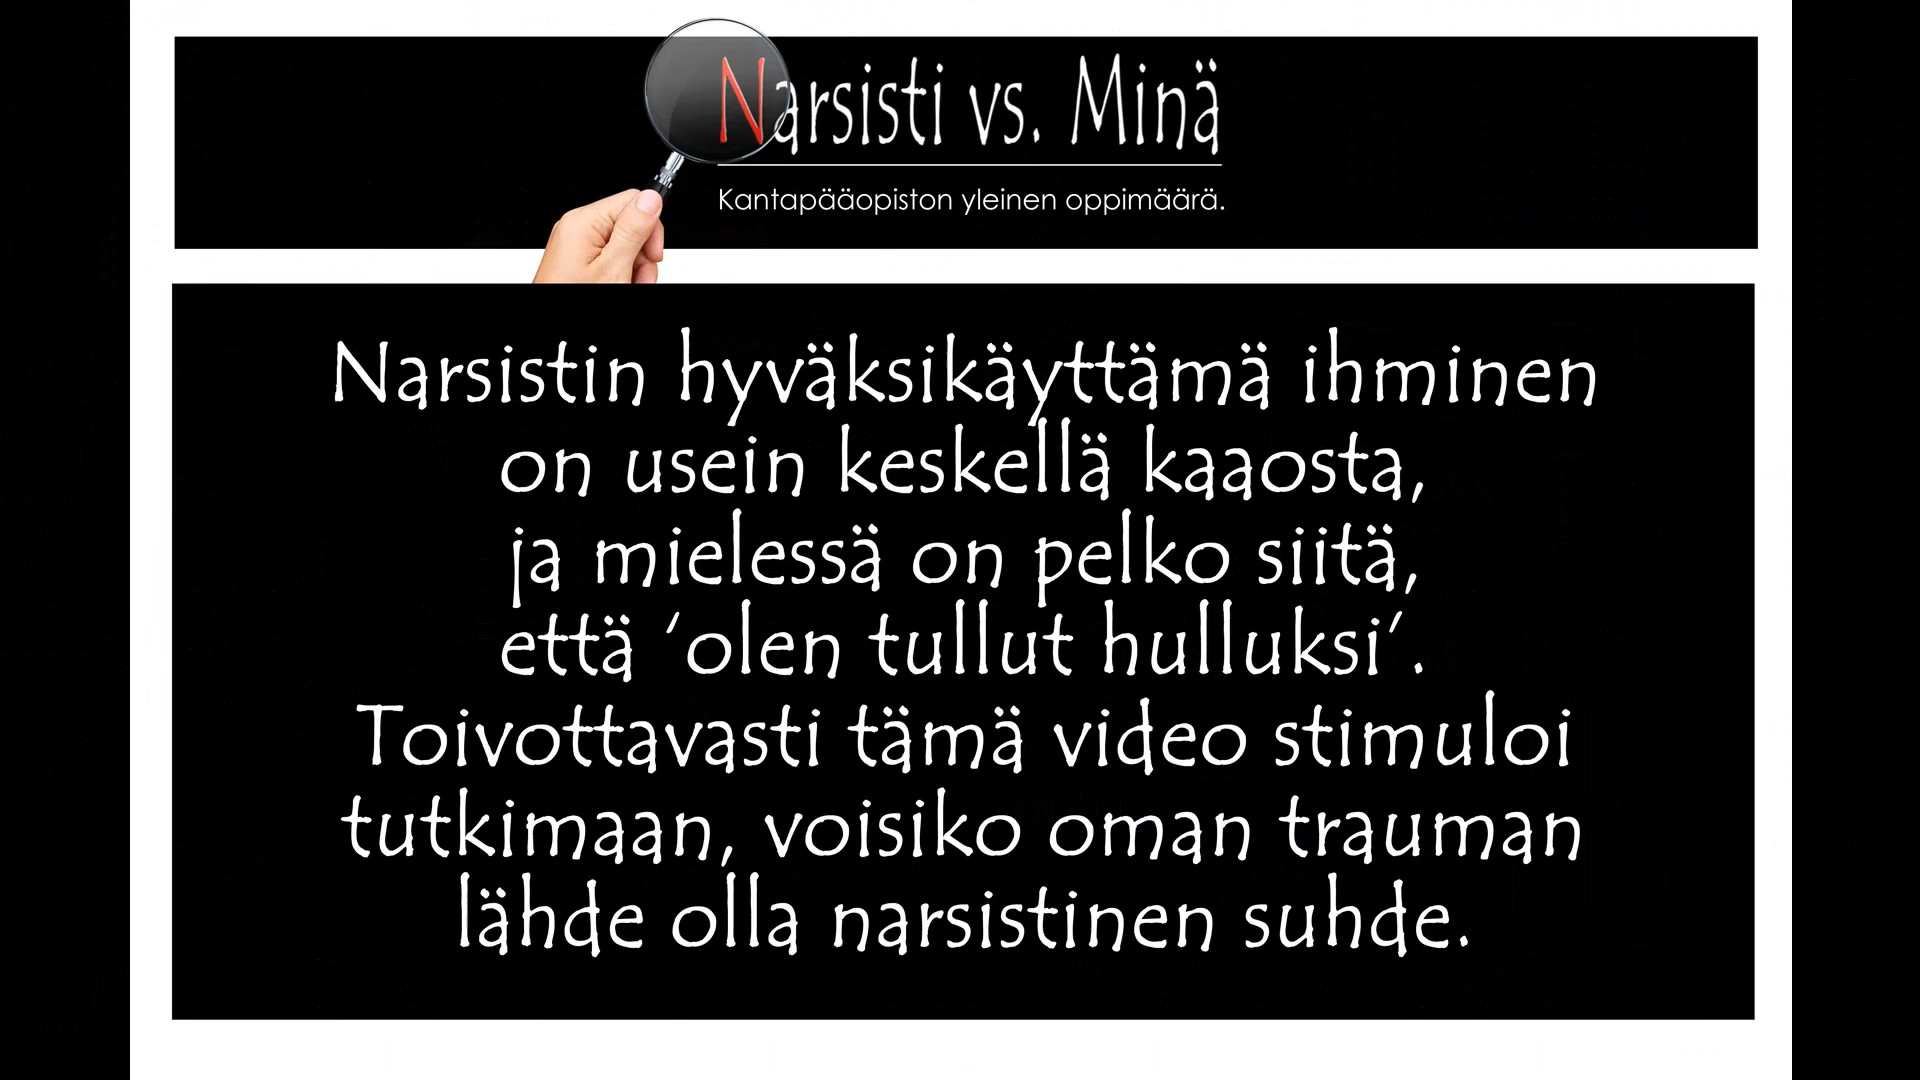 Narsisti vs. Minä
Kantapääopiston yleinen oppimäärä.
Narsistin hyväksikäyttämä ihminen
on usein keskellä kaaosta,
ja mielessä on pelko siitä,
että ‘olen tullut hulluksi’.
Toivottavasti tämä video stimuloi
tutkimaan, voisiko oman trauman
lähde olla narsistinen suhde.